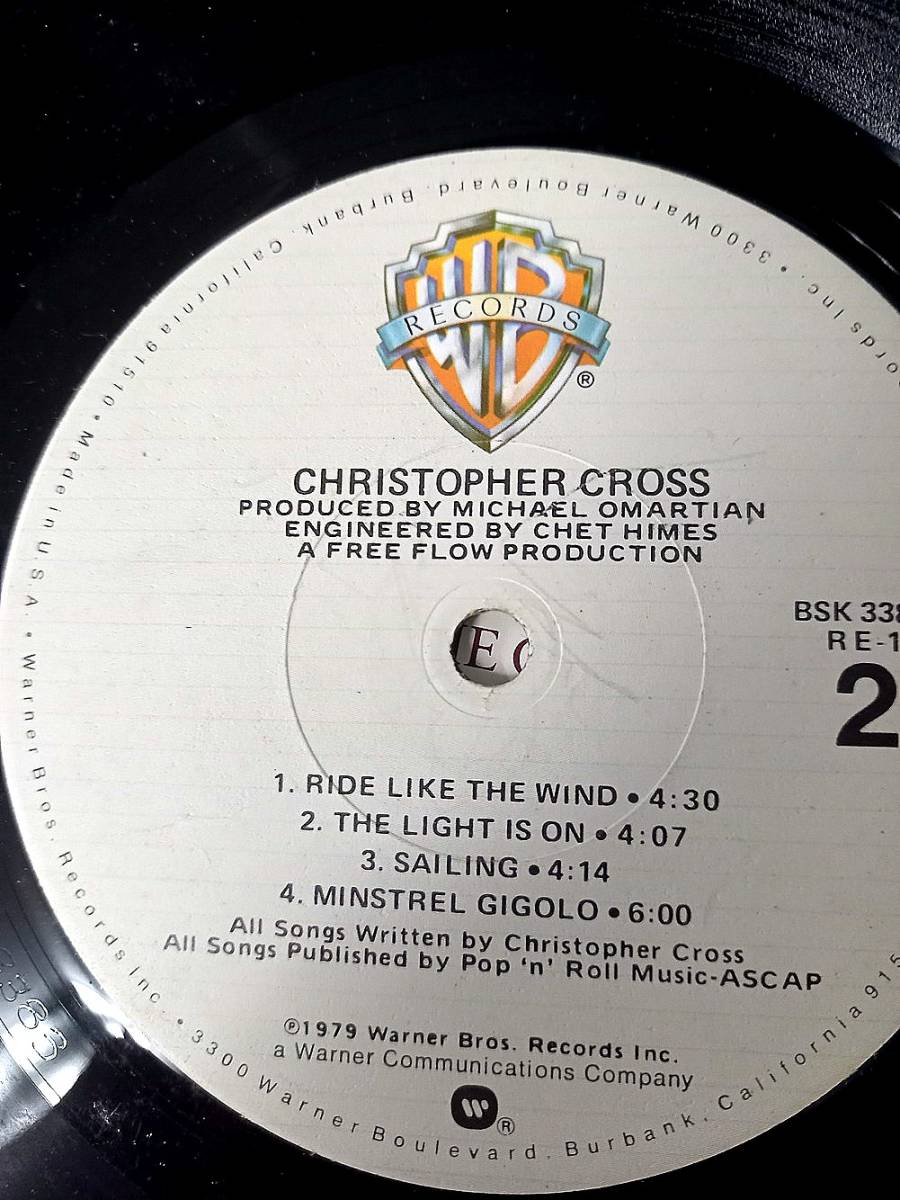 WB
RECORDS
®
CHRISTOPHER CROSS
PRODUCED BY MICHAEL OMARTIAN
ENGINEERED BY CHET HIMES
A FREE FLOW PRODUCTION
BSK 338
RE-1
2
E
1. RIDE LIKE THE WIND • 4:30
2. THE LIGHT IS ON • 4:07
3. SAILING • 4:14
4. MINSTREL GIGOLO • 6:00
All Songs Written by Christopher Cross
All Songs Published by Pop 'n' Roll Music-ASCAP
℗1979 Warner Bros. Records Inc.
a Warner Communications Company
®
Made in U.S.A. • Warner Bros. Records Inc. • 3300 Warner Boulevard. Burbank. California 915
ords Inc. • 3300 Warner Boulevard. Burbank. California 91510 •